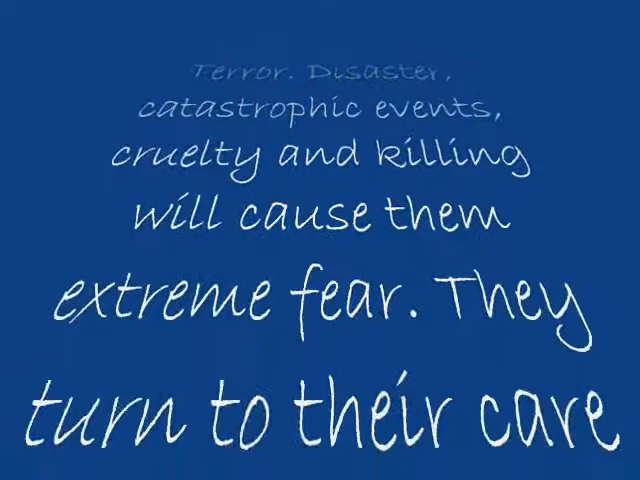 Terror. Disaster,
catastrophic events,
cruelty and killing
will cause them
extreme fear. They
turn to their care